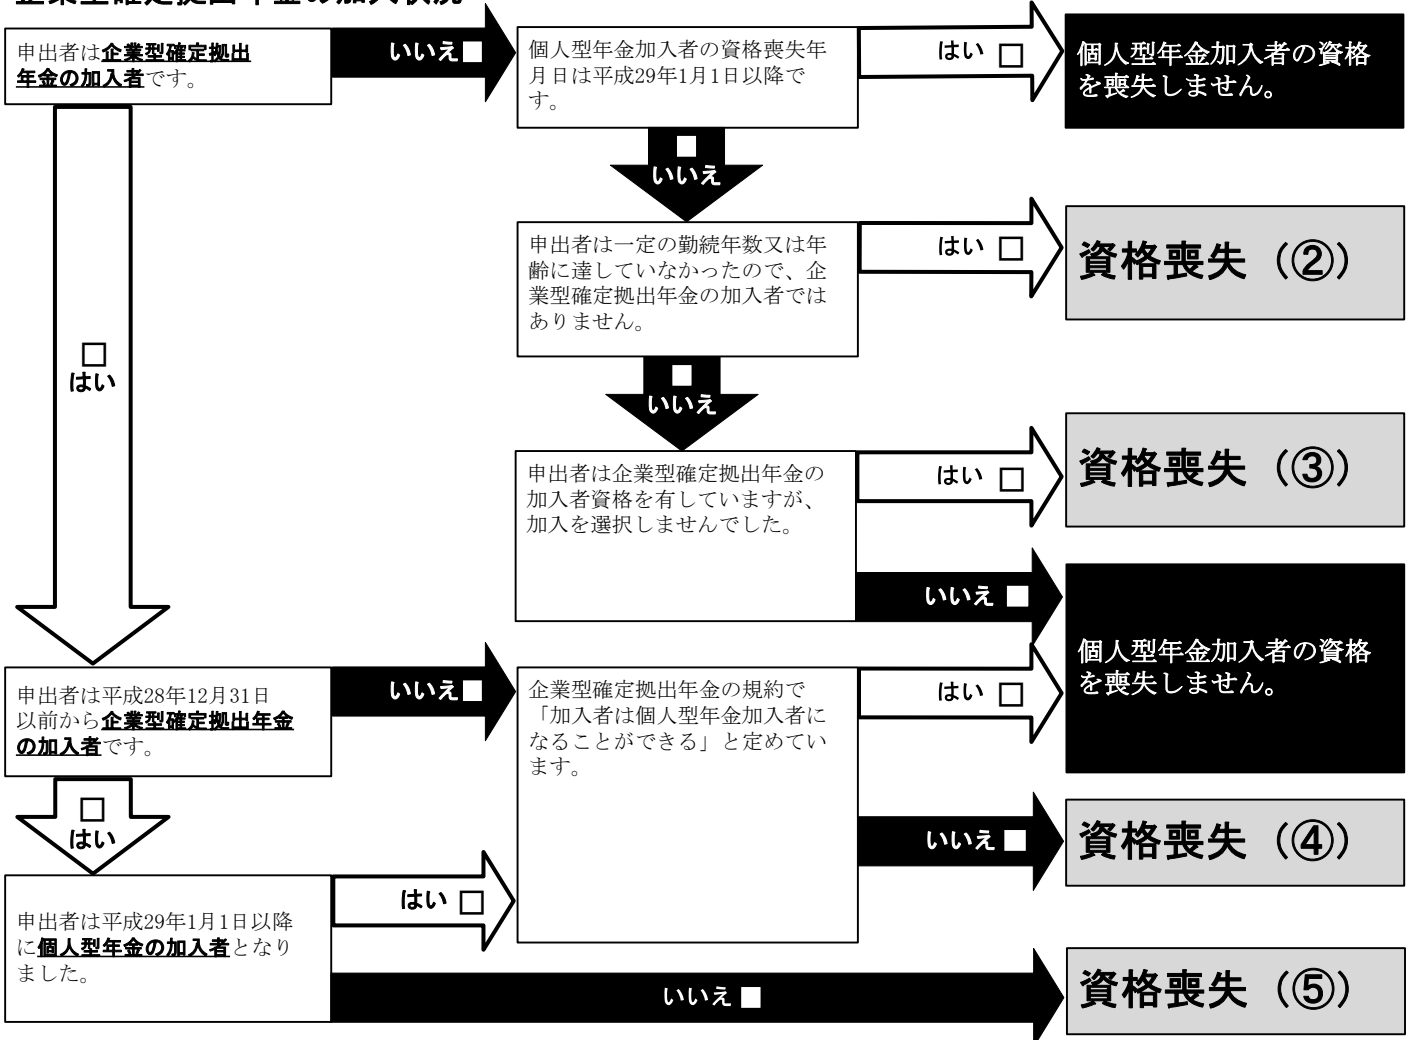 企業型確定拠出年金の加入状況
申出者は企業型確定拠出
年金の加入者です。
いいえ□
個人型年金加入者の資格喪失年
月日は平成29年1月1日以降で
す。
はい □
個人型年金加入者の資格
を喪失しません。
□
いいえ
申出者は一定の勤続年数又は年
齢に達していなかったので、企
業型確定拠出年金の加入者では
ありません。
はい □
資格喪失（②）
□
はい
□
いいえ
申出者は企業型確定拠出年金の
加入者資格を有していますが、
加入を選択しませんでした。
はい □
資格喪失（③）
いいえ □
個人型年金加入者の資格
を喪失しません。
申出者は平成28年12月31日
以前から企業型確定拠出年金
の加入者です。
いいえ□
企業型確定拠出年金の規約で
「加入者は個人型年金加入者に
なることができる」と定めてい
ます。
はい □
□
はい
いいえ □
資格喪失（④）
申出者は平成29年1月1日以降
に個人型年金の加入者となり
ました。
はい □
いいえ □
資格喪失（⑤）